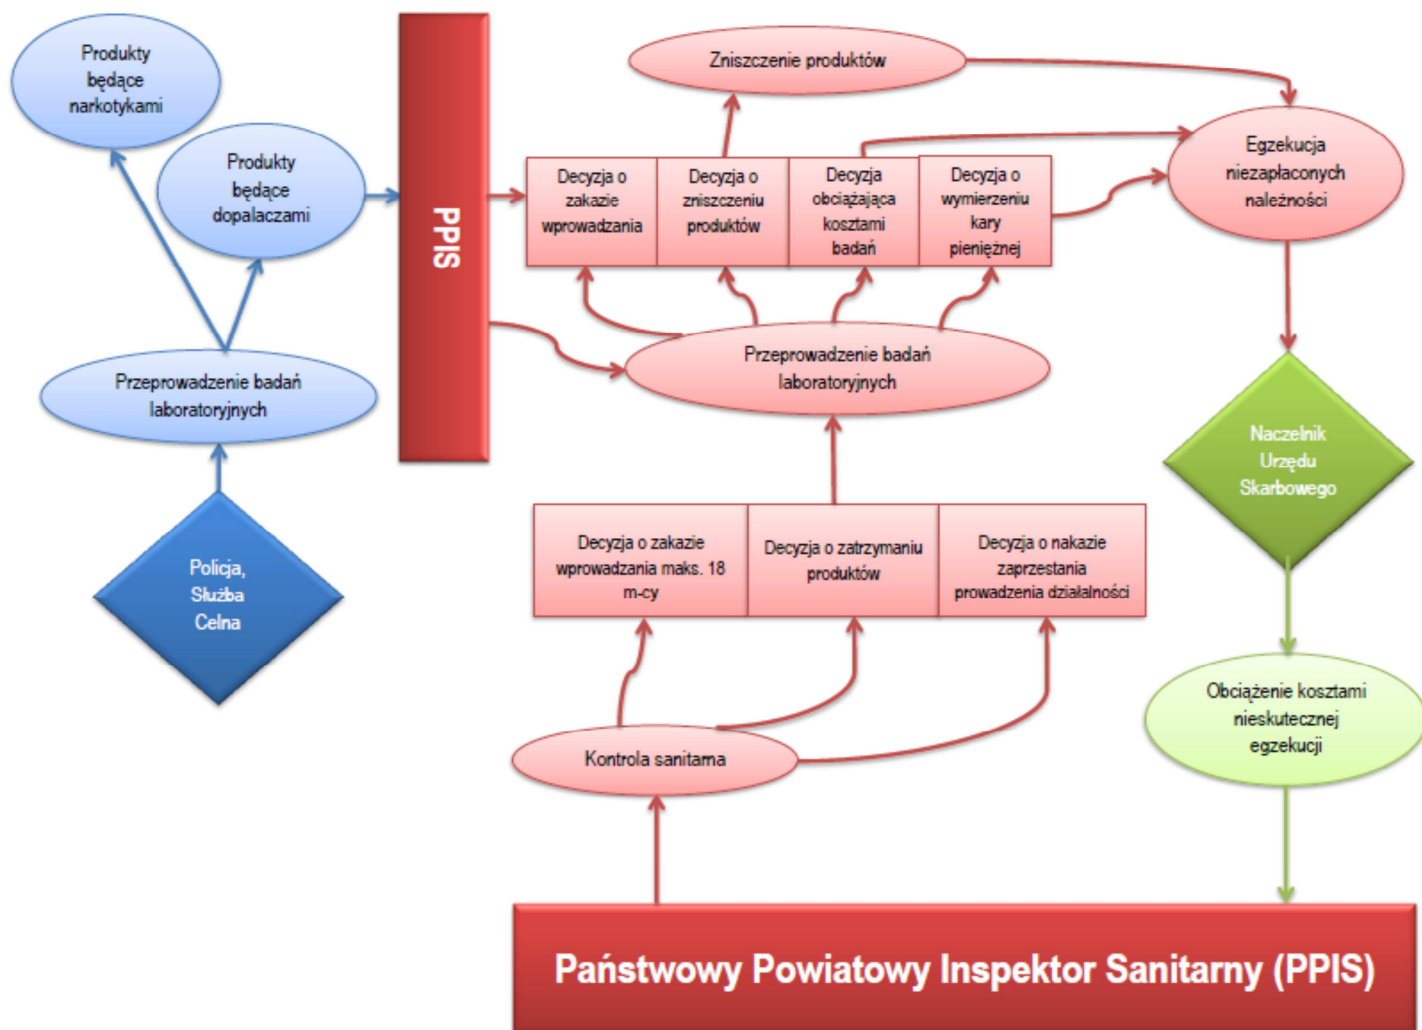 Produkty
będące
narkotykami
Produkty
będące
dopalaczami
Przeprowadzenie badań
laboratoryjnych
Policja,
Służba
Celna
PPIS
Zniszczenie produktów
Decyzja o
zakazie
wprowadzania
Decyzja o
zniszczeniu
produktów
Decyzja
obciążająca
kosztami
badań
Decyzja o
wymierzeniu
kary
pieniężnej
Egzekucja
niezapłaconych
należności
Przeprowadzenie badań
laboratoryjnych
Decyzja o zakazie
wprowadzania maks. 18
m-cy
Decyzja o zatrzymaniu
produktów
Decyzja o nakazie
zaprzestania
prowadzenia działalności
Kontrola sanitarna
Naczelnik
Urzędu
Skarbowego
Obciążenie kosztami
nieskutecznej
egzekucji
Państwowy Powiatowy Inspektor Sanitarny (PPIS)